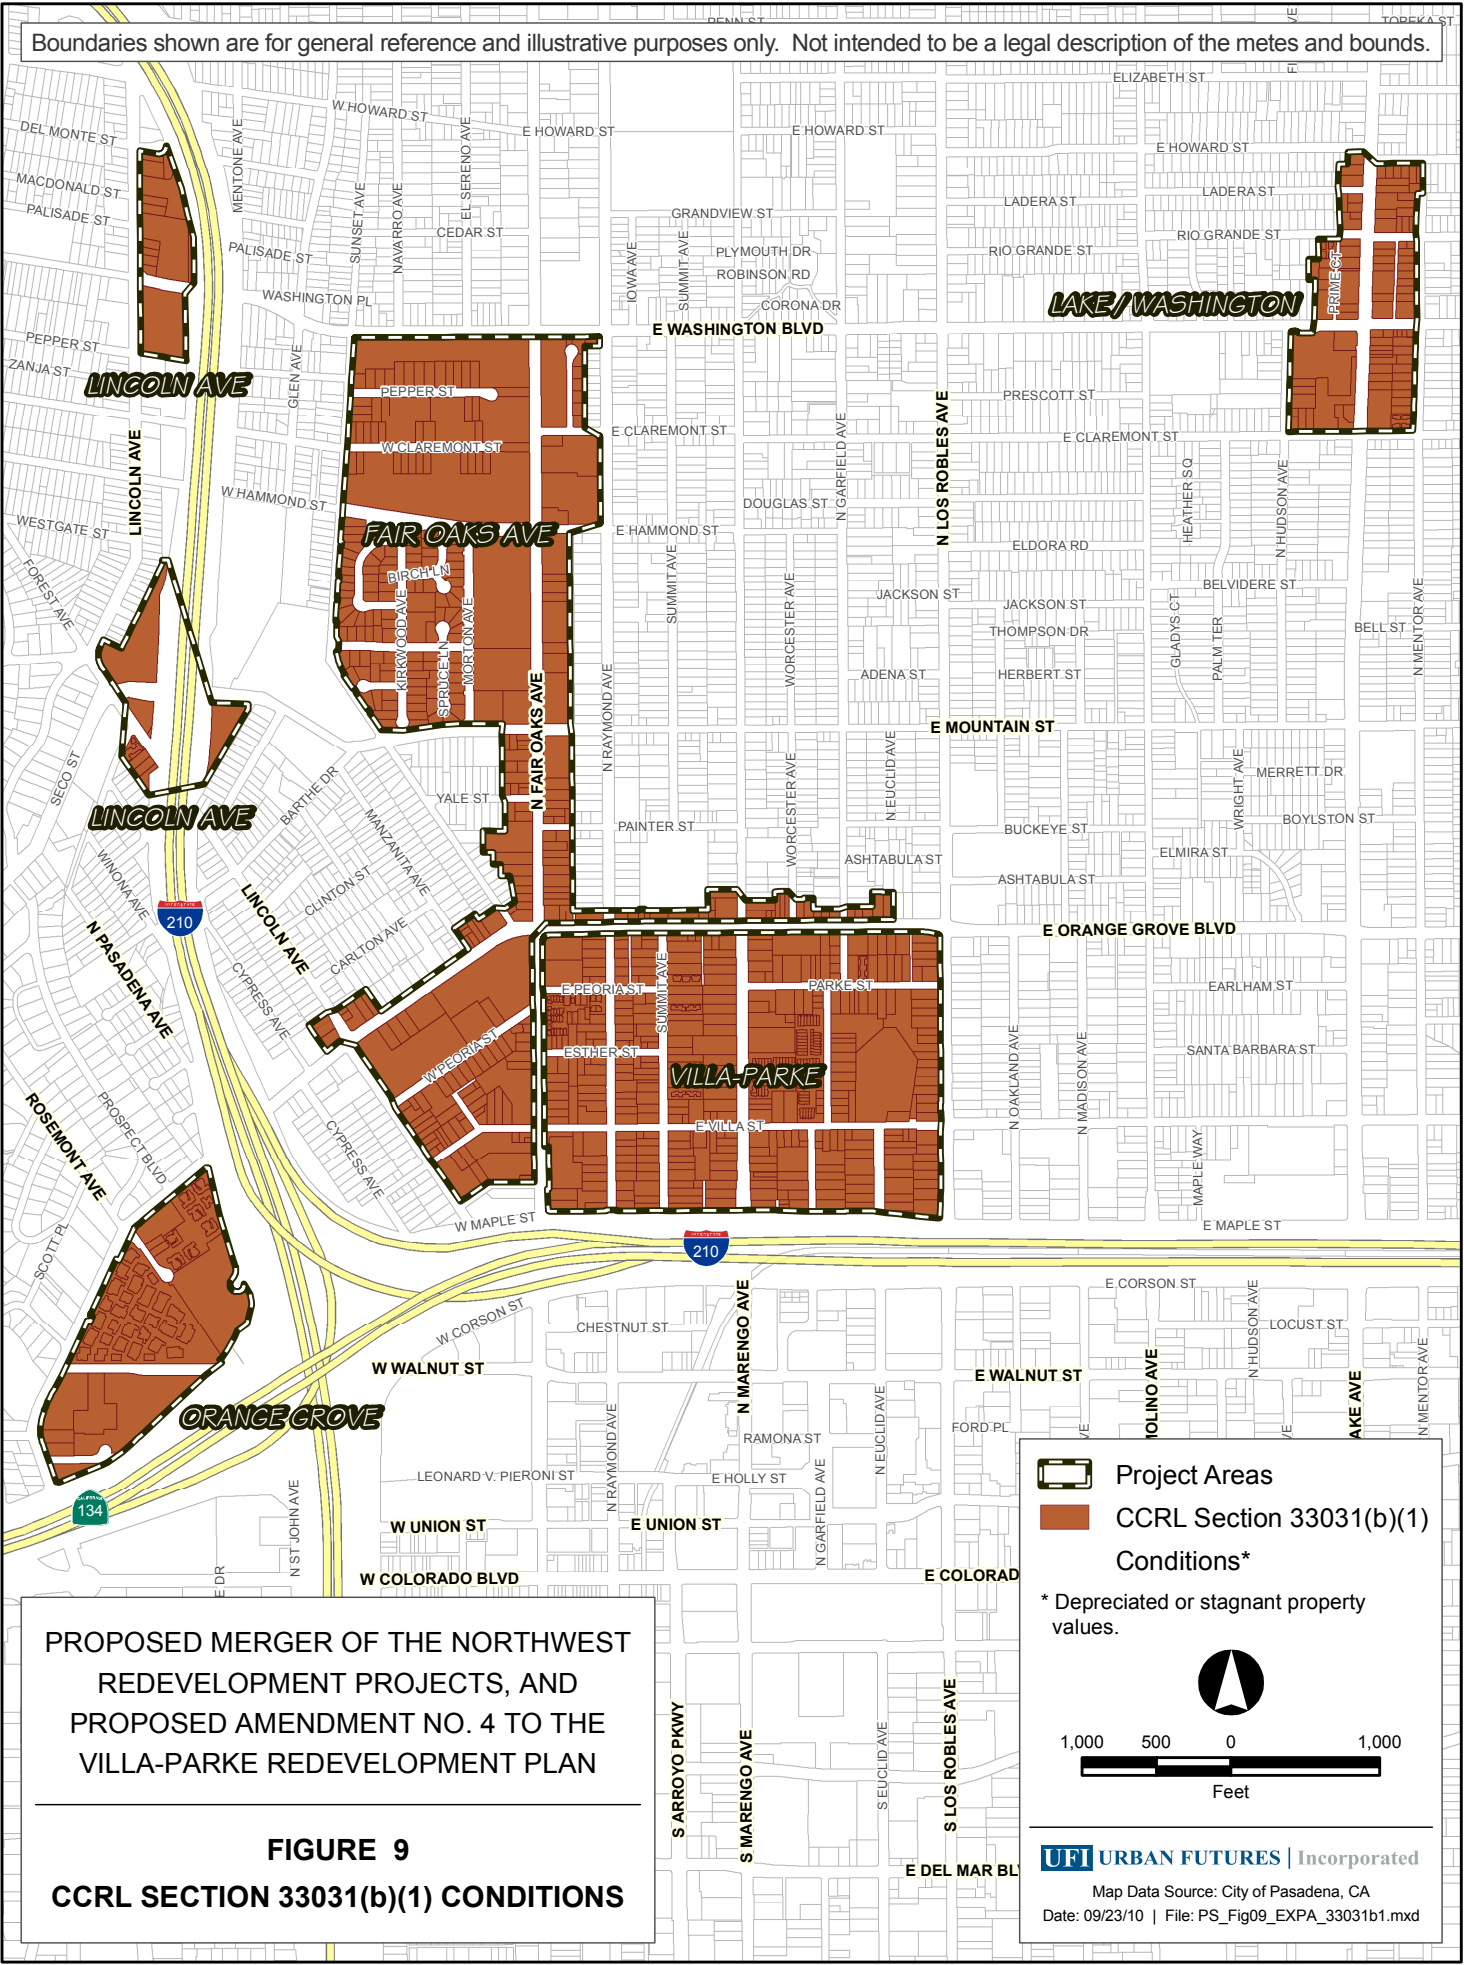 PENN ST
TOPEKA ST
Boundaries shown are for general reference and illustrative purposes only. Not intended to be a legal description of the metes and bounds.
ELIZABETH ST
W HOWARD ST
E HOWARD ST
E HOWARD ST
E HOWARD ST
DEL MONTE ST
MENTONE AVE
EL SERENO AVE
MACDONALD ST
PALISADE ST
SUNSET AVE
NAVARRO AVE
LADERA ST
LADERA ST
GRANDVIEW ST
CEDAR ST
PALISADE ST
IOWA AVE
SUMMIT AVE
PLYMOUTH DR
ROBINSON RD
RIO GRANDE ST
RIO GRANDE ST
PRIME CT
WASHINGTON PL
CORONA DR
LAKE / WASHINGTON
E WASHINGTON BLVD
PEPPER ST
ZANJA ST
LINCOLN AVE
GLEN AVE
PEPPER ST
PRESCOTT ST
LINCOLN AVE
W CLAREMONT ST
E CLAREMONT ST
N GARFIELD AVE
N LOS ROBLES AVE
E CLAREMONT ST
W HAMMOND ST
DOUGLAS ST
HEATHER SQ
N HUDSON AVE
WESTGATE ST
FAIR OAKS AVE
E HAMMOND ST
ELDORA RD
FOREST AVE
BIRCH LN
SUMMIT AVE
WORCESTER AVE
JACKSON ST
JACKSON ST
BELVIDERE ST
KIRKWOOD AVE
SPRUCE LN
MORTON AVE
THOMPSON DR
GLADYS CT
PALM TER
BELL ST
N MENTOR AVE
ADENA ST
HERBERT ST
N FAIR OAKS AVE
N RAYMOND AVE
E MOUNTAIN ST
SECO ST
BARTHE DR
YALE ST
WORCESTER AVE
N EUCLID AVE
WRIGHT AVE
MERRETT DR
LINCOLN AVE
MANZANITA AVE
PAINTER ST
BUCKEYE ST
BOYLSTON ST
WINONA AVE
ASHTABULA ST
ELMIRA ST
CLINTON ST
ASHTABULA ST
LINCOLN AVE
INTERSTATE
210
N PASADENA AVE
CARLTON AVE
E ORANGE GROVE BLVD
CYPRESS AVE
E PEORIA ST
SUMMIT AVE
PARKE ST
EARLHAM ST
W PEORIA ST
ESTHER ST
N OAKLAND AVE
N MADISON AVE
SANTA BARBARA ST
VILLA-PARKE
ROSEMONT AVE
PROSPECT BLVD
CYPRESS AVE
E VILLA ST
MAPLE WAY
SCOTT PL
W MAPLE ST
E MAPLE ST
INTERSTATE
210
E CORSON ST
W CORSON ST
CHESTNUT ST
N MARENGO AVE
N HUDSON AVE
LOCUST ST
W WALNUT ST
E WALNUT ST
MOLINO AVE
AKE AVE
N MENTOR AVE
ORANGE GROVE
N RAYMOND AVE
RAMONA ST
N EUCLID AVE
FORD PL
VE
VE
LEONARD V. PIERONI ST
E HOLLY ST
N GARFIELD AVE
CALIFORNIA
134
N ST JOHN AVE
W UNION ST
E UNION ST
E DR
W COLORADO BLVD
E COLORAD
Project Areas
CCRL Section 33031(b)(1)
Conditions*
* Depreciated or stagnant property
values.
1,000 500 0 1,000
Feet
S ARROYO PKWY
S MARENGO AVE
S EUCLID AVE
S LOS ROBLES AVE
E DEL MAR BLV
PROPOSED MERGER OF THE NORTHWEST
REDEVELOPMENT PROJECTS, AND
PROPOSED AMENDMENT NO. 4 TO THE
VILLA-PARKE REDEVELOPMENT PLAN
FIGURE 9
CCRL SECTION 33031(b)(1) CONDITIONS
UFI URBAN FUTURES | Incorporated
Map Data Source: City of Pasadena, CA
Date: 09/23/10 | File: PS_Fig09_EXPA_33031b1.mxd